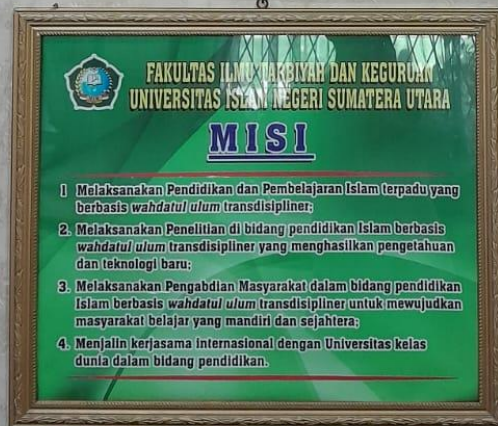 FAKULTAS ILMU TARBIYAH DAN KEGURUAN
UNIVERSITAS ISLAM NEGERI SUMATERA UTARA
MISI
1 Melaksanakan Pendidikan dan Pembelajaran Islam terpadu yang
berbasis wahdatul ulum transdisipliner;
2. Melaksanakan Penelitian di bidang pendidikan Islam berbasis
wahdatul ulum transdisipliner yang menghasilkan pengetahuan
dan teknologi baru;
3. Melaksanakan Pengabdian Masyarakat dalam bidang pendidikan
Islam berbasis wahdatul ulum transdisipliner untuk mewujudkan
masyarakat belajar yang mandiri dan sejahtera;
4. Menjalin kerjasama internasional dengan Universitas kelas
dunia dalam bidang pendidikan.